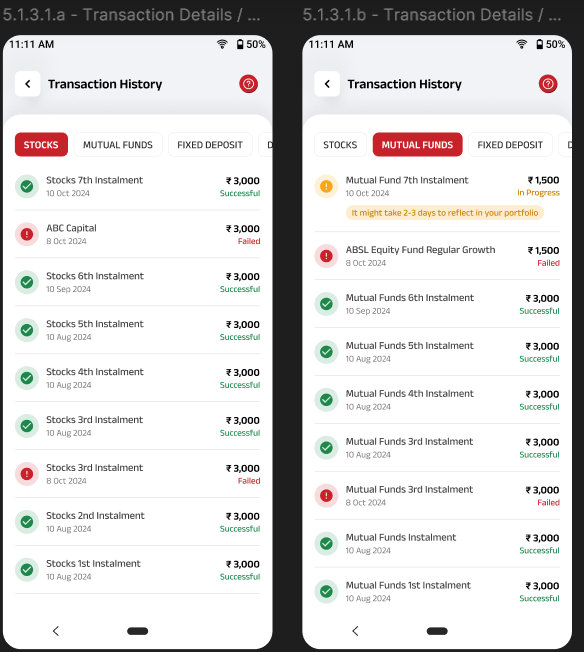 5.1.3.1.a - Transaction Details / ...
11:11 AM
50%
Transaction History
STOCKS
MUTUAL FUNDS
FIXED DEPOSIT
Stocks 7th Instalment
₹ 3,000
10 Oct 2024
Successful
ABC Capital
₹ 3,000
8 Oct 2024
Failed
Stocks 6th Instalment
₹ 3,000
10 Sep 2024
Successful
Stocks 5th Instalment
₹ 3,000
10 Aug 2024
Successful
Stocks 4th Instalment
₹ 3,000
10 Aug 2024
Successful
Stocks 3rd Instalment
₹ 3,000
10 Aug 2024
Successful
Stocks 3rd Instalment
₹ 3,000
8 Oct 2024
Failed
Stocks 2nd Instalment
₹ 3,000
10 Aug 2024
Successful
Stocks 1st Instalment
₹ 3,000
10 Aug 2024
Successful
5.1.3.1.b - Transaction Details / ...
11:11 AM
50%
Transaction History
STOCKS
MUTUAL FUNDS
FIXED DEPOSIT
Mutual Fund 7th Instalment
₹ 1,500
10 Oct 2024
In Progress
It might take 2-3 days to reflect in your portfolio
ABSL Equity Fund Regular Growth
₹ 1,500
8 Oct 2024
Failed
Mutual Funds 6th Instalment
₹ 3,000
10 Sep 2024
Successful
Mutual Funds 5th Instalment
₹ 3,000
10 Aug 2024
Successful
Mutual Funds 4th Instalment
₹ 3,000
10 Aug 2024
Successful
Mutual Funds 3rd Instalment
₹ 3,000
10 Aug 2024
Successful
Mutual Funds 3rd Instalment
₹ 3,000
8 Oct 2024
Failed
Mutual Funds Instalment
₹ 3,000
10 Aug 2024
Successful
Mutual Funds 1st Instalment
₹ 3,000
10 Aug 2024
Successful